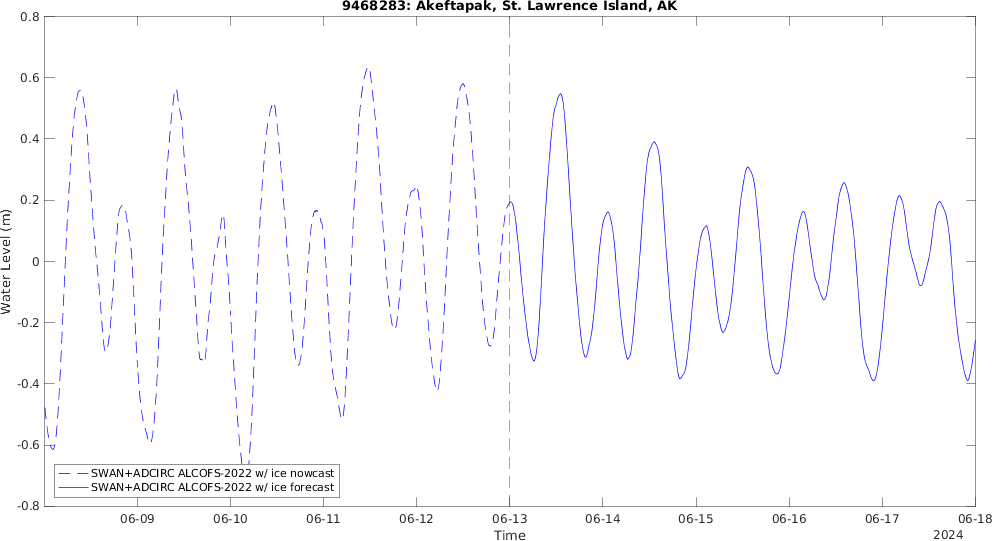 9468283: Akeftapak, St. Lawrence Island, AK
0.8
0.6
0.4
0.2
0
-0.2
-0.4
-0.6
-0.8
Water Level (m)
SWAN+ADCIRC ALCOFS-2022 w/ ice nowcast
SWAN+ADCIRC ALCOFS-2022 w/ ice forecast
06-09 06-10 06-11 06-12 06-13 06-14 06-15 06-16 06-17 06-18
Time
2024